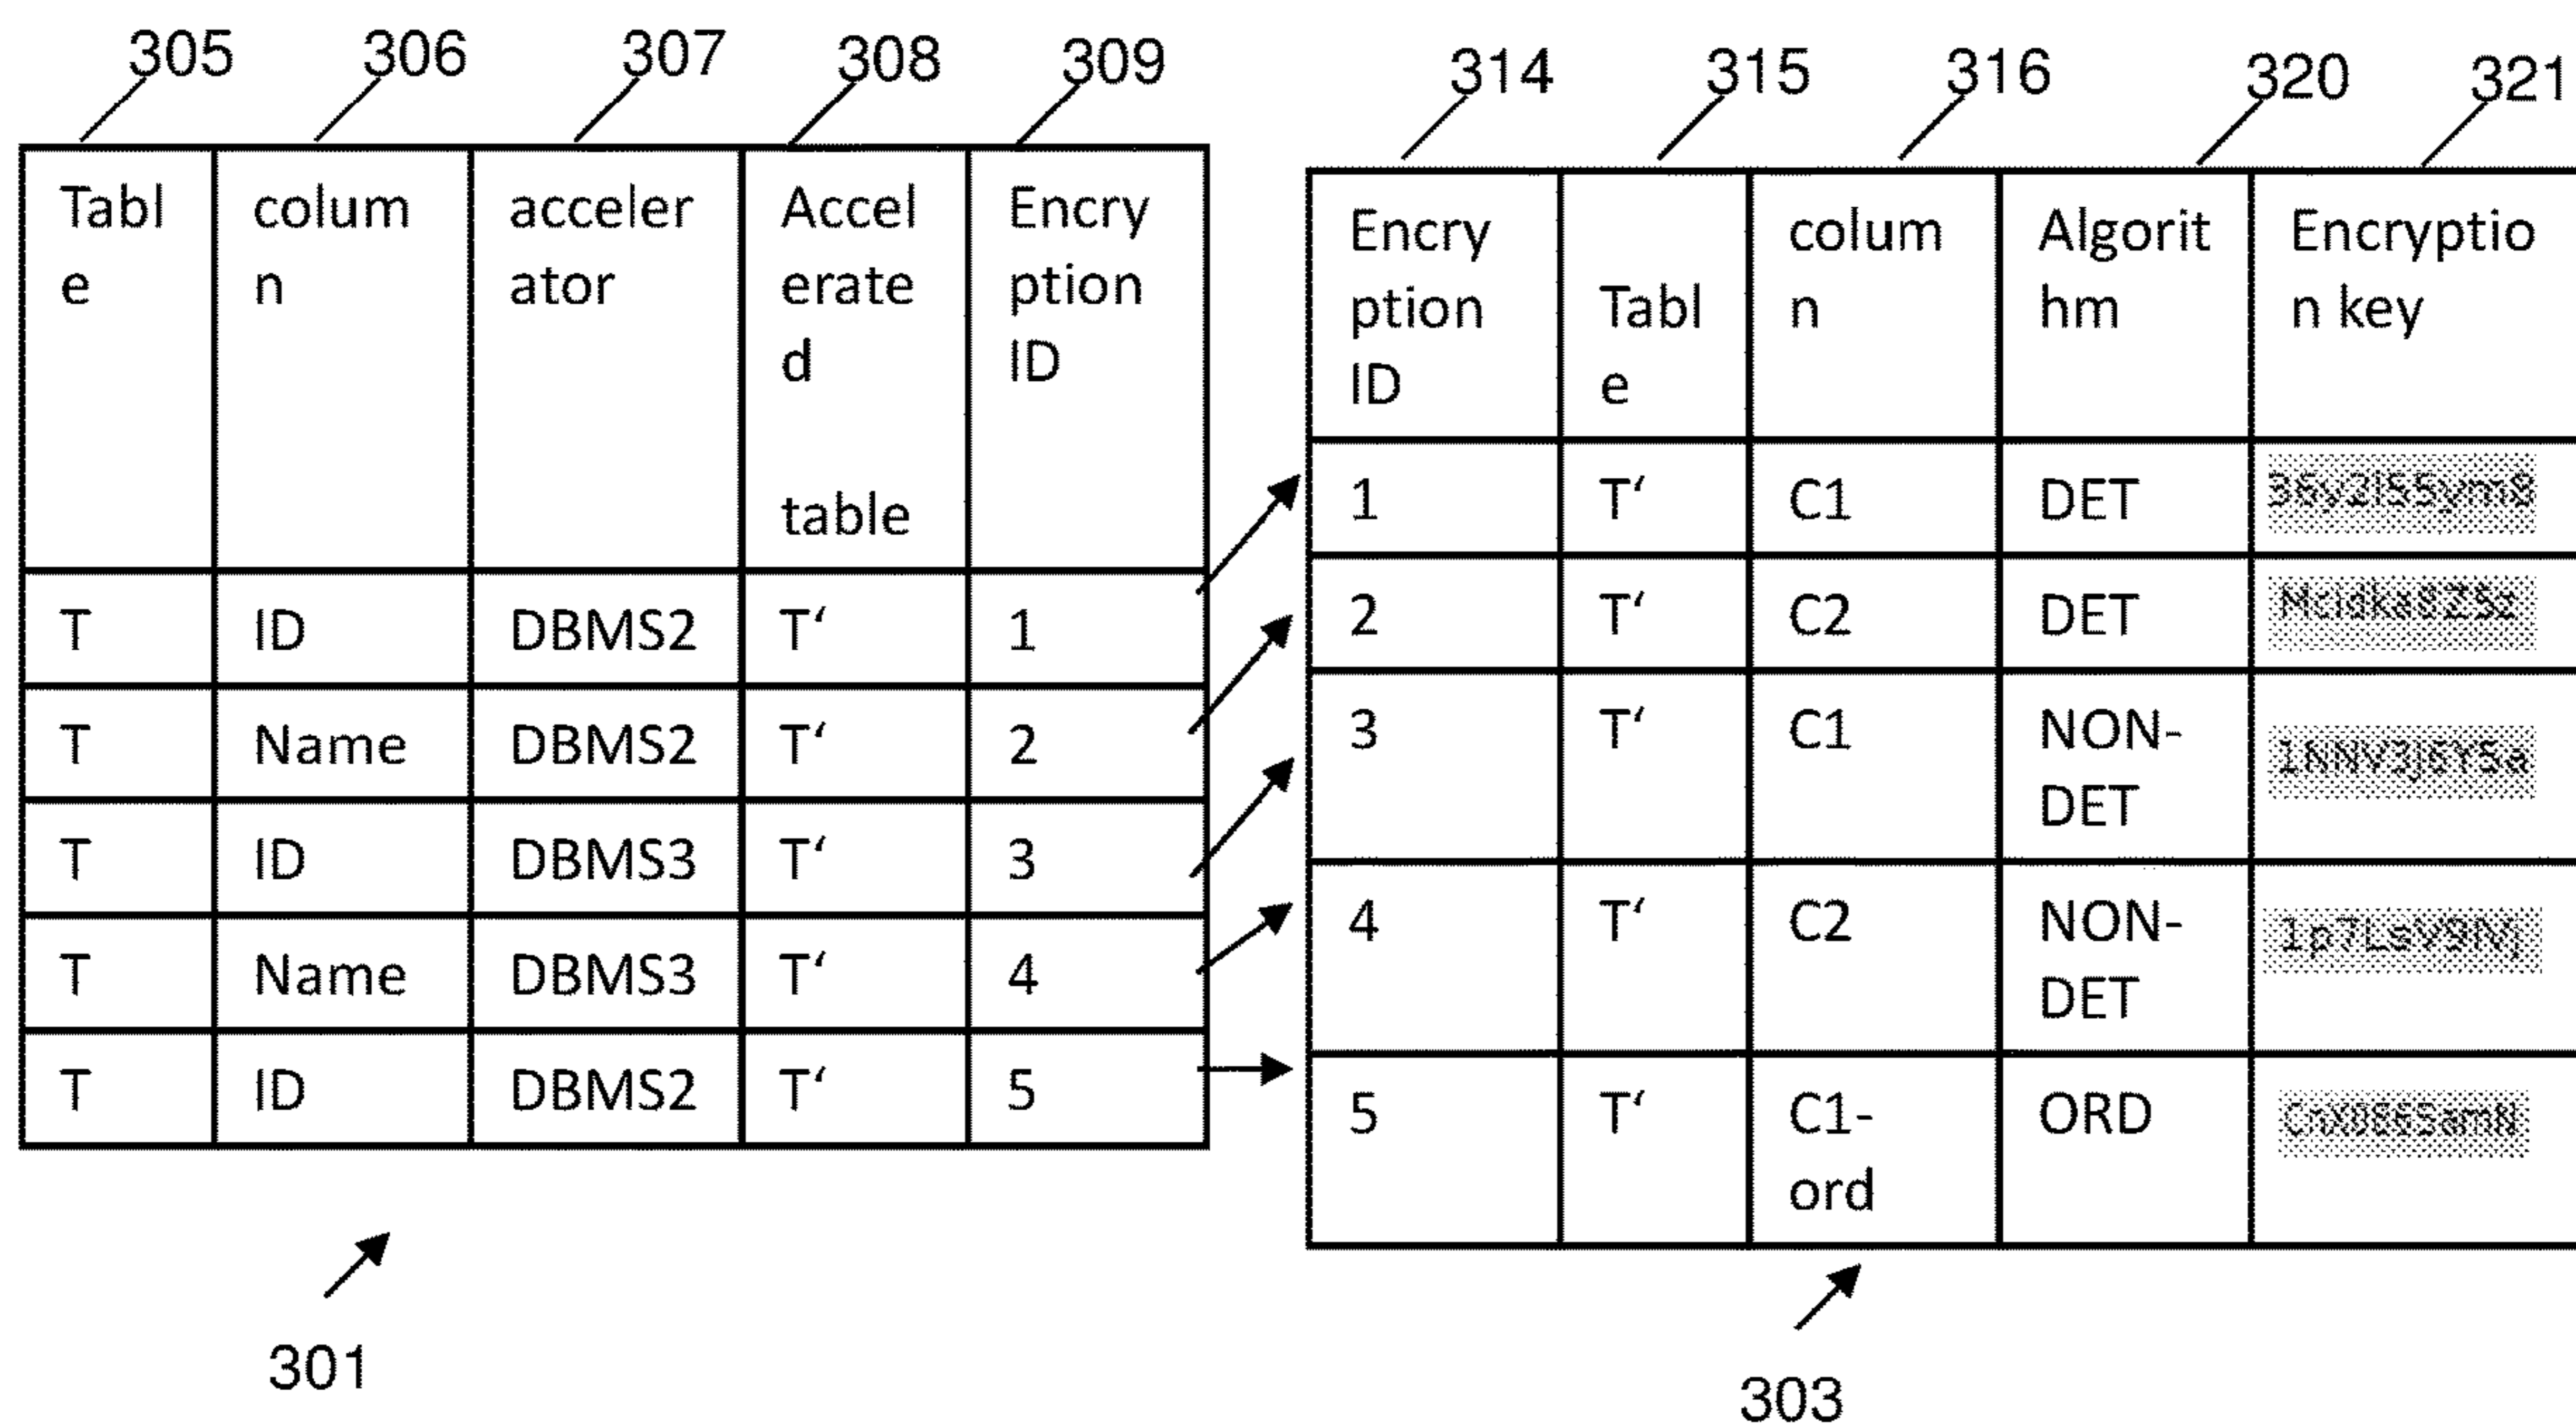 305 306 307 308 309
314 315 316 320 321
Tabl
e
colum
n
acceler
ator
Accel
erate
d
table
Encry
ption
ID
T ID DBMS2 T‘ 1
T Name DBMS2 T‘ 2
T ID DBMS3 T‘ 3
T Name DBMS3 T‘ 4
T ID DBMS2 T‘ 5
301
Encry
ption
ID
Tabl
e
colum
n
Algorit
hm
Encryptio
n key
1 T‘ C1 DET
2 T‘ C2 DET
3 T‘ C1 NON-
DET
4 T‘ C2 NON-
DET
5 T‘ C1- ORD
ord
303